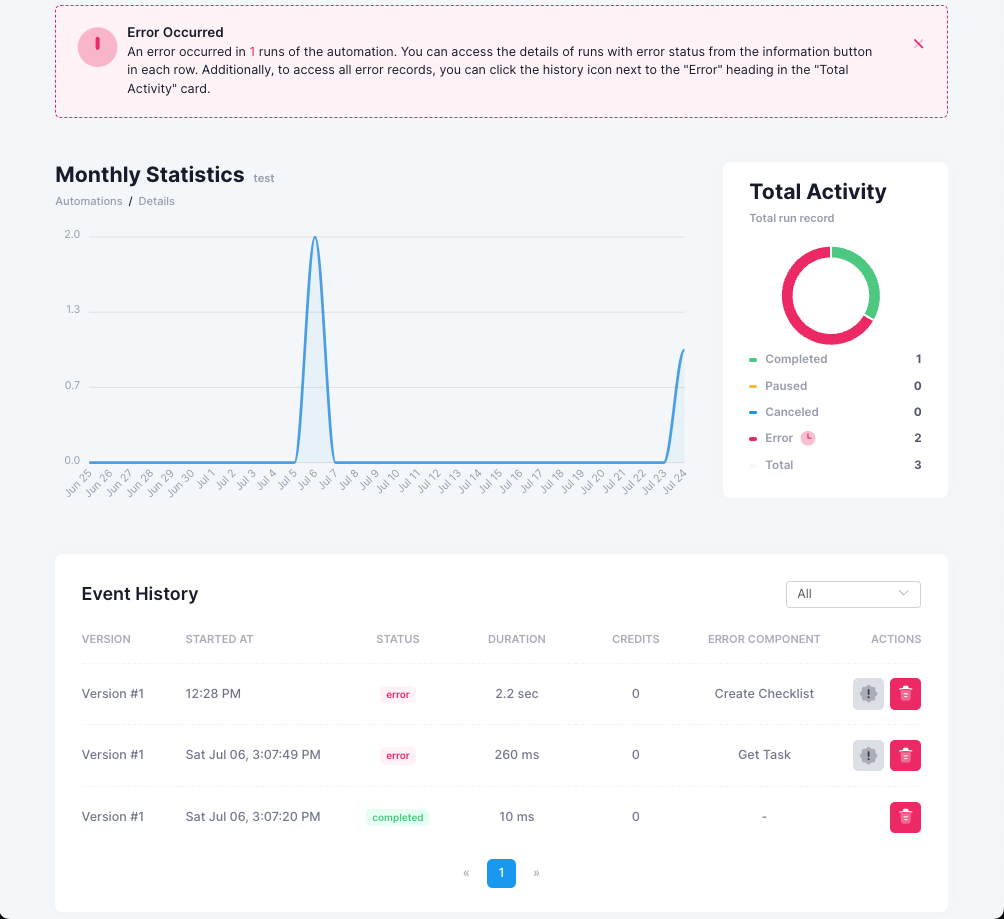 Error Occurred
An error occurred in 1 runs of the automation. You can access the details of runs with error status from the information button
in each row. Additionally, to access all error records, you can click the history icon next to the "Error" heading in the "Total
Activity" card.
Monthly Statistics test
Automations / Details
2.0
1.3
0.7
0.0
Jun 25 Jun 26 Jun 27 Jun 28 Jun 29 Jun 30 Jul 1 Jul 2 Jul 3 Jul 4 Jul 5 Jul 6 Jul 7 Jul 8 Jul 9 Jul 10 Jul 11 Jul 12 Jul 13 Jul 14 Jul 15 Jul 16 Jul 17 Jul 18 Jul 19 Jul 20 Jul 21 Jul 22 Jul 23 Jul 24
Total Activity
Total run record
Completed 1
Paused 0
Canceled 0
Error 2
Total 3
Event History
All
VERSION STARTED AT STATUS DURATION CREDITS ERROR COMPONENT ACTIONS
Version #1 12:28 PM error 2.2 sec 0 Create Checklist
Version #1 Sat Jul 06, 3:07:49 PM error 260 ms 0 Get Task
Version #1 Sat Jul 06, 3:07:20 PM completed 10 ms 0 -
« 1 »